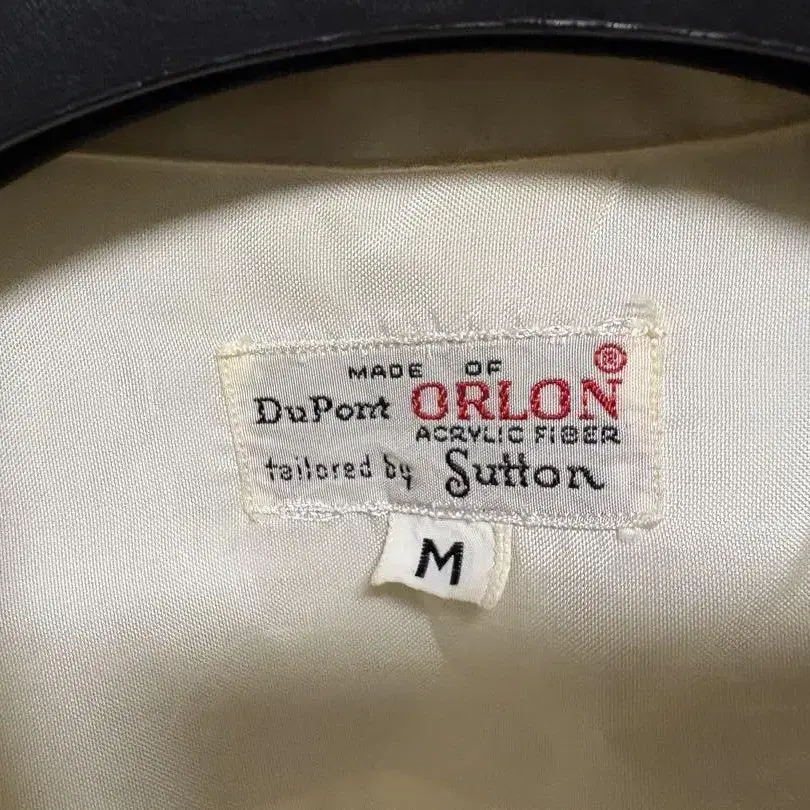 MADE OF
DuPont ORLON®
ACRYLIC FIBER
tailored by Sutton
M